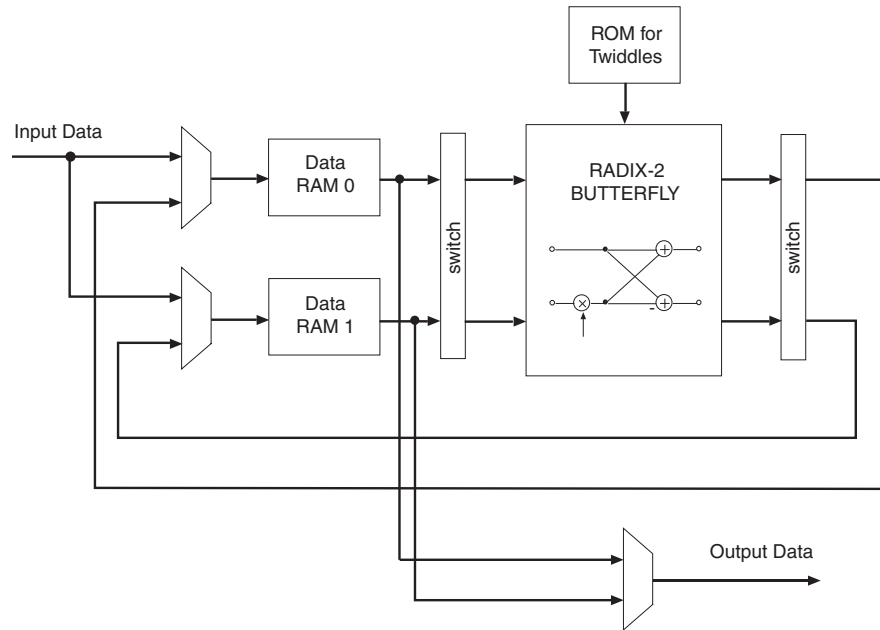 ROM for
Twiddles
Input Data
Data
RAM 0
switch
RADIX-2
BUTTERFLY
switch
Data
RAM 1
Output Data